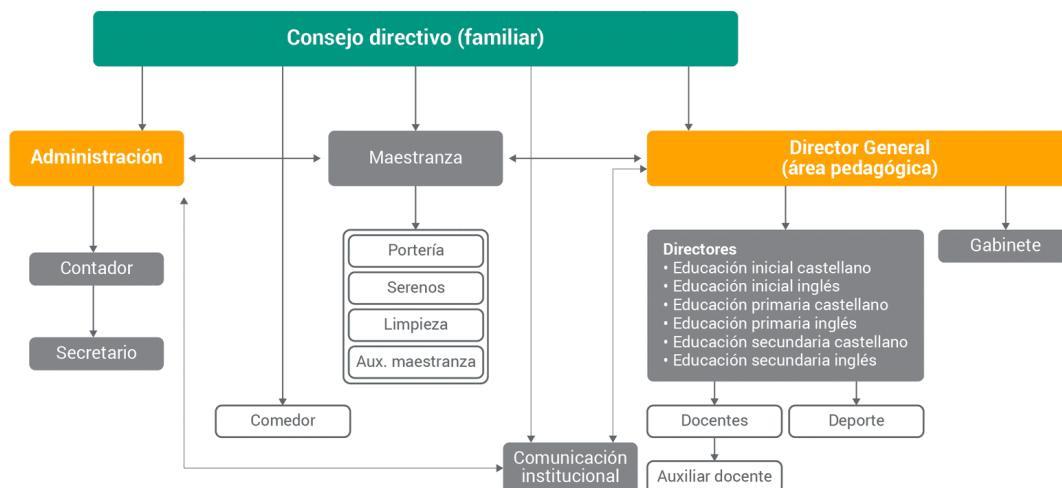 Consejo directivo (familiar)
Administración
Maestranza
Director General
(área pedagógica)
Contador
Secretario
Portería
Serenos
Limpieza
Aux. maestranza
Directores
• Educación inicial castellano
• Educación inicial inglés
• Educación primaria castellano
• Educación primaria inglés
• Educación secundaria castellano
• Educación secundaria inglés
Gabinete
Comedor
Docentes
Deporte
Comunicación
institucional
Auxiliar docente